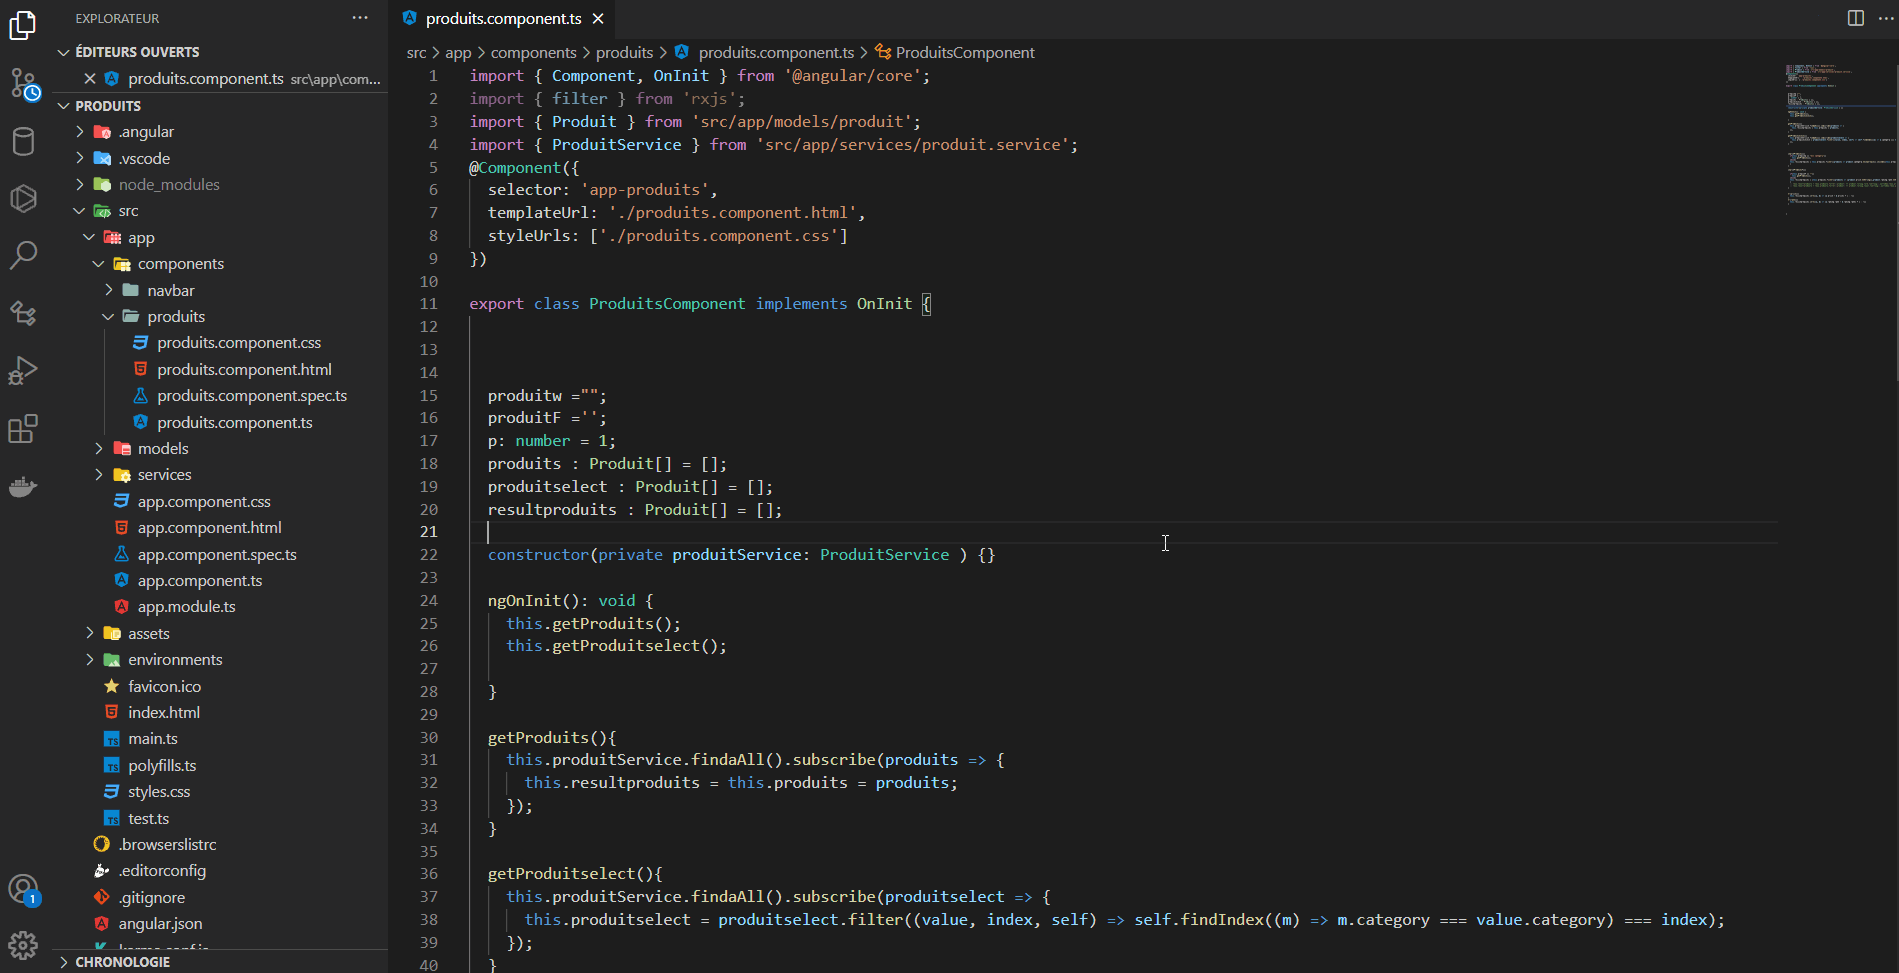 EXPLORATEUR
ÉDITEURS OUVERTS
produits.component.ts src\app\com...
PRODUITS
.angular
.vscode
node_modules
src
app
components
navbar
produits
produits.component.css
produits.component.html
produits.component.spec.ts
produits.component.ts
models
services
app.component.css
app.component.html
app.component.spec.ts
app.component.ts
app.module.ts
assets
environments
favicon.ico
index.html
main.ts
polyfills.ts
styles.css
test.ts
.browserslistrc
.editorconfig
.gitignore
angular.json
CHRONOLOGIE
1
produits.component.ts
src > app > components > produits > produits.component.ts > ProduitsComponent
1 import { Component, OnInit } from '@angular/core';
2 import { filter } from 'rxjs';
3 import { Produit } from 'src/app/models/produit';
4 import { ProduitService } from 'src/app/services/produit.service';
5 @Component({
6 selector: 'app-produits',
7 templateUrl: './produits.component.html',
8 styleUrls: ['./produits.component.css']
9 })
10
11 export class ProduitsComponent implements OnInit {
12
13
14
15 produitw ="";
16 produitF ='';
17 p: number = 1;
18 produits : Produit[] = [];
19 produitselect : Produit[] = [];
20 resultproduits : Produit[] = [];
21
22 constructor(private produitService: ProduitService ) {}
23
24 ngOnInit(): void {
25 this.getProduits();
26 this.getProduitselect();
27
28 }
29
30 getProduits(){
31 this.produitService.findaAll().subscribe(produits => {
32 this.resultproduits = this.produits = produits;
33 });
34 }
35
36 getProduitselect(){
37 this.produitService.findaAll().subscribe(produitselect => {
38 this.produitselect = produitselect.filter((value, index, self) => self.findIndex((m) => m.category === value.category) === index);
39 });
40 }